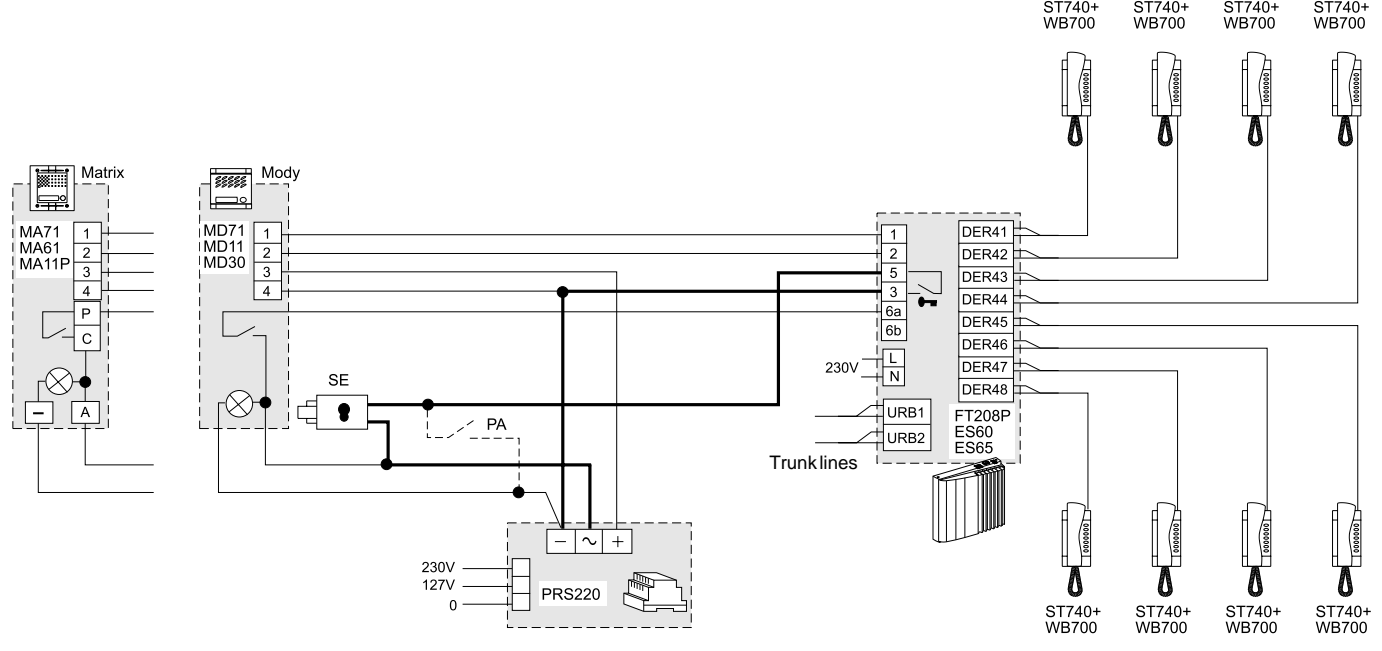 ST740+ ST740+ ST740+ ST740+
WB700 WB700 WB700 WB700
Matrix
MA71
MA61
MA11P
1
2
3
4
P
C
−
A
Mody
MD71
MD11
MD30
1
2
3
4
SE
PA
1
2
5
3
6a
6b
230V
L
N
URB1
URB2
Trunk lines
DER41
DER42
DER43
DER44
DER45
DER46
DER47
DER48
FT208P
ES60
ES65
− ~ +
230V
127V
0
PRS220
ST740+ ST740+ ST740+ ST740+
WB700 WB700 WB700 WB700